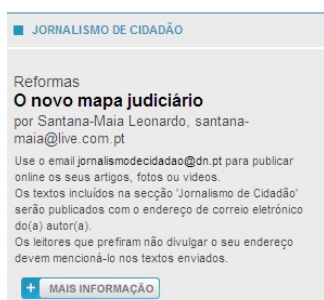 JORNALISMO DE CIDADÃO
Reformas
O novo mapa judiciário
por Santana-Maia Leonardo, santana-
maia@live.com.pt
Use o email jornalismodecidadao@dn.pt para publicar
online os seus artigos, fotos ou videos.
Os textos incluídos na secção 'Jornalismo de Cidadão'
serão publicados com o endereço de correio eletrónico
do(a) autor(a).
Os leitores que prefiram não divulgar o seu endereço
devem mencioná-lo nos textos enviados.
+ MAIS INFORMAÇÃO